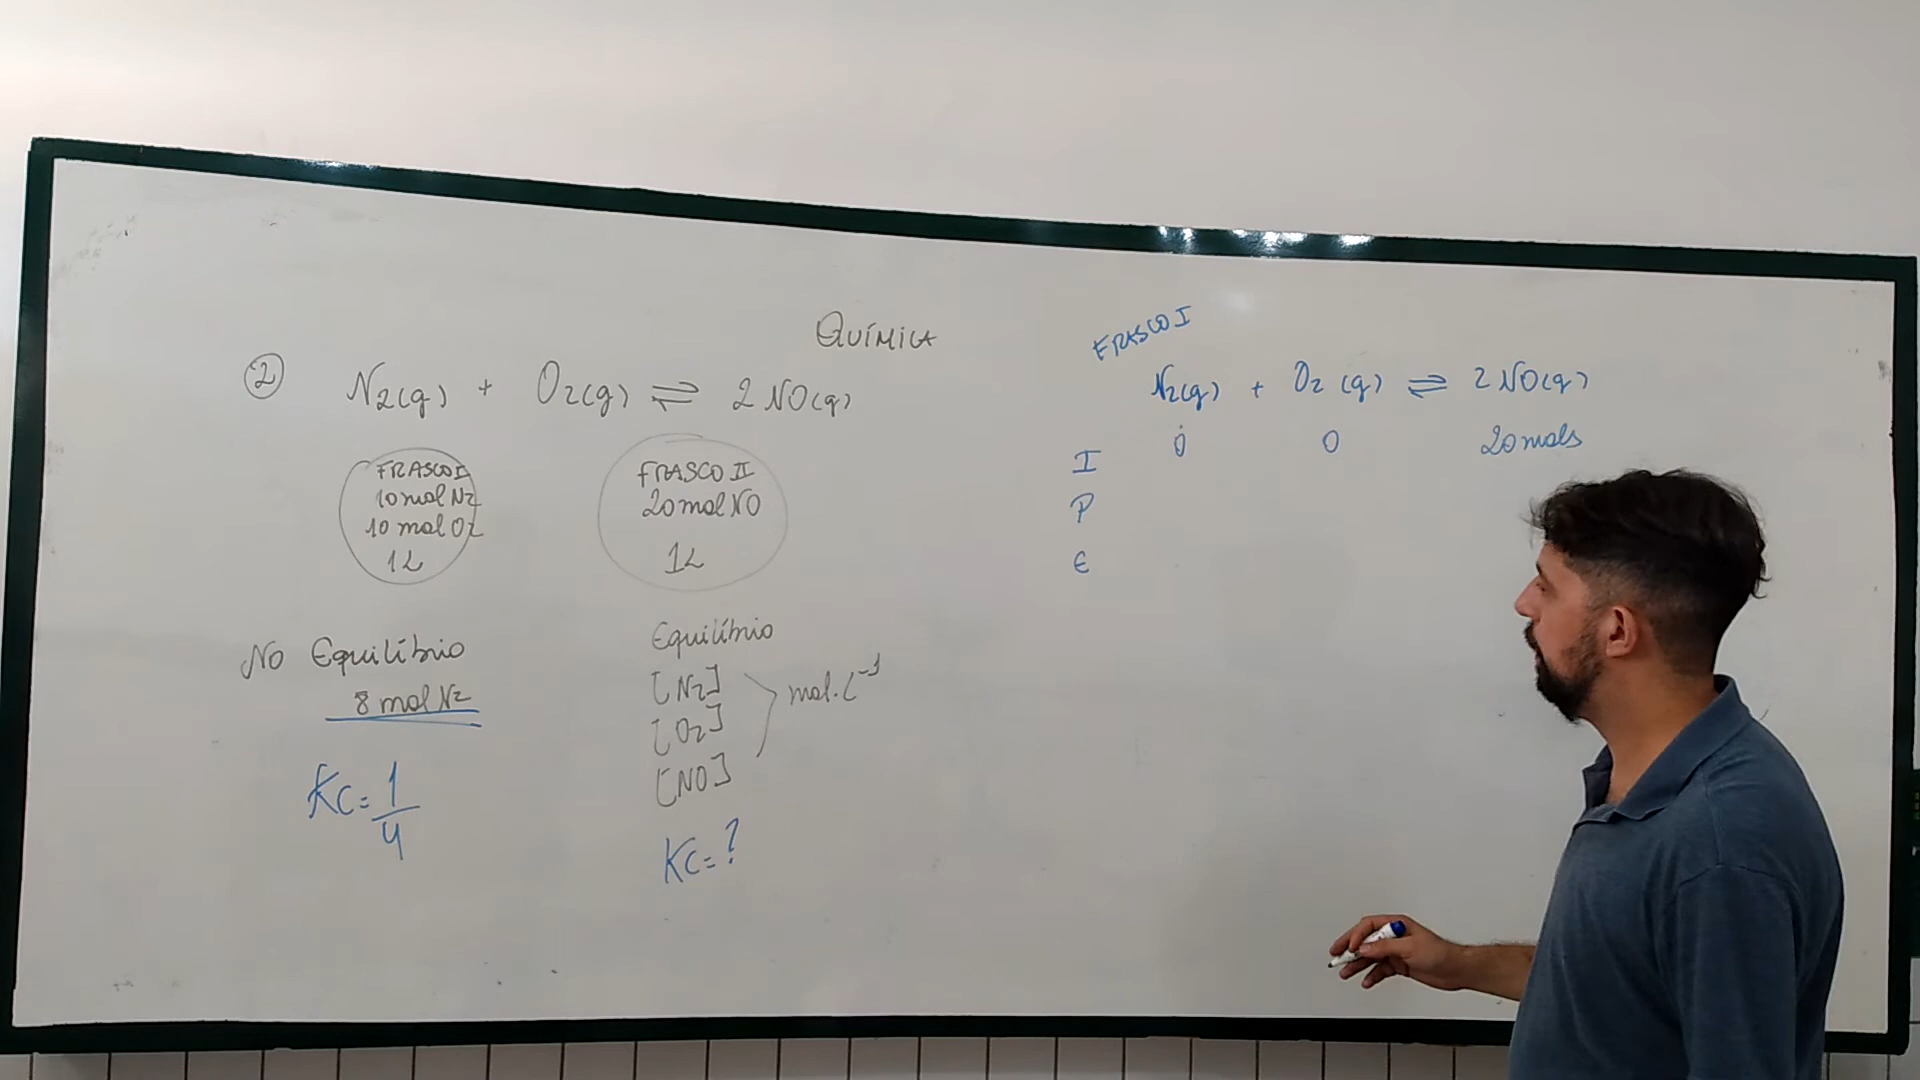 QUÍMICA
2 N2(g) + O2(g) ⇌ 2 NO(g)
FRASCO I
10 mol N2
10 mol O2
1L
FRASCO II
20 mol NO
1L
No Equilíbrio
8 mol N2
Kc = 1/4
Equilíbrio
[N2]
[O2]
[NO]
mol.L⁻¹
Kc = ?
FRASCO I
N2(g) + O2(g) ⇌ 2 NO(g)
I 0 0 20 mols
P
E